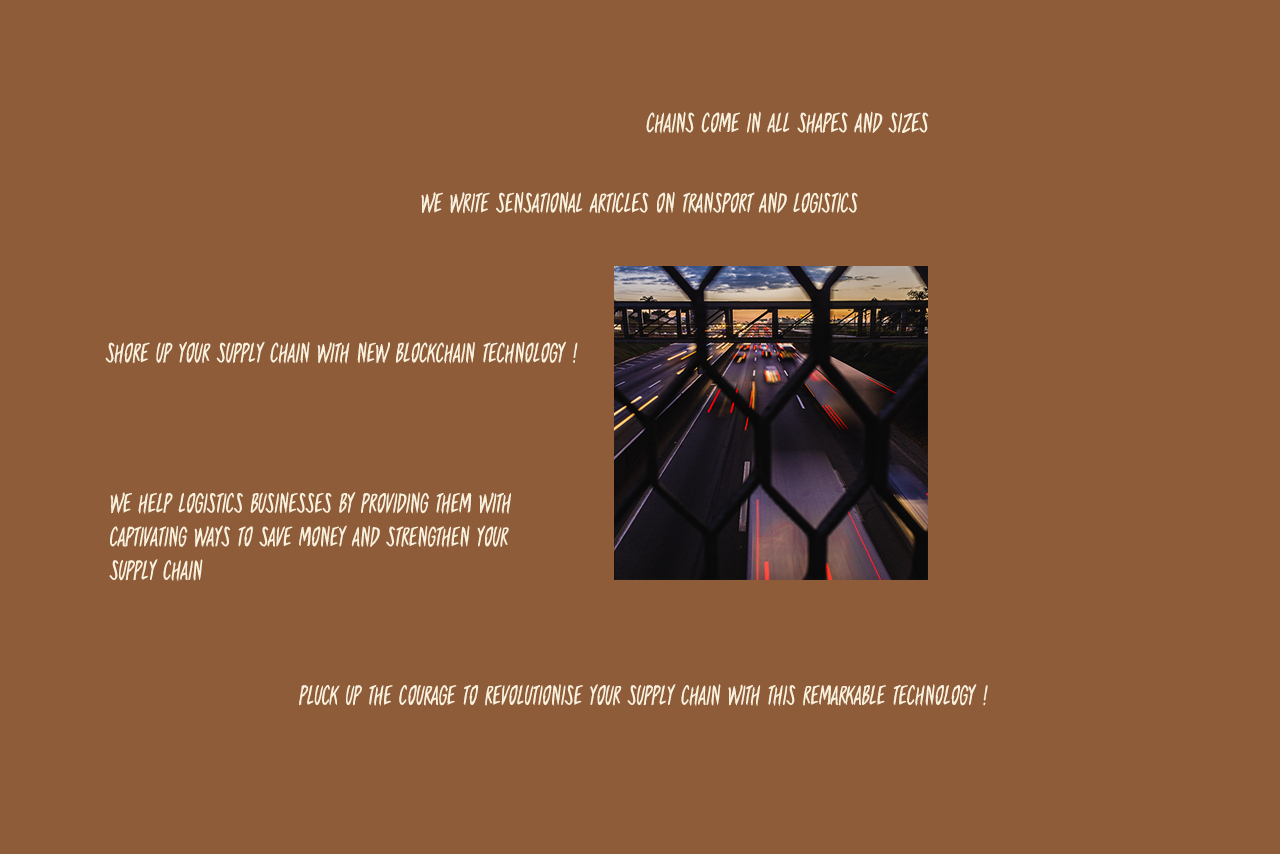 CHAINS COME IN ALL SHAPES AND SIZES
WE WRITE SENSATIONAL ARTICLES ON TRANSPORT AND LOGISTICS
SHORE UP YOUR SUPPLY CHAIN WITH NEW BLOCKCHAIN TECHNOLOGY !
WE HELP LOGISTICS BUSINESSES BY PROVIDING THEM WITH
CAPTIVATING WAYS TO SAVE MONEY AND STRENGTHEN YOUR
SUPPLY CHAIN
PLUCK UP THE COURAGE TO REVOLUTIONISE YOUR SUPPLY CHAIN WITH THIS REMARKABLE TECHNOLOGY !